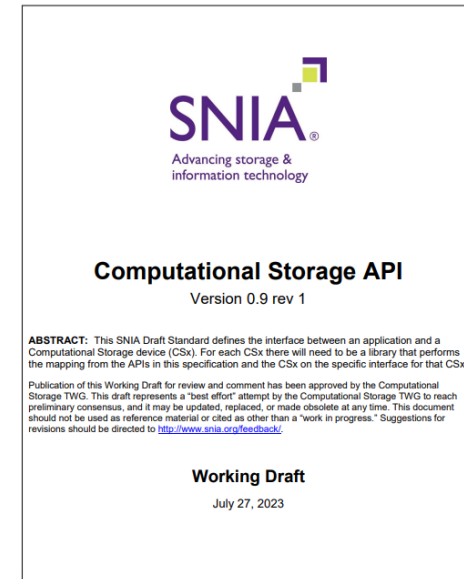 SNIA®
Advancing storage &
information technology
Computational Storage API
Version 0.9 rev 1
ABSTRACT: This SNIA Draft Standard defines the interface between an application and a
Computational Storage device (CSx). For each CSx there will need to be a library that performs
the mapping from the APIs in this specification and the CSx on the specific interface for that CSx
Publication of this Working Draft for review and comment has been approved by the Computational
Storage TWG. This draft represents a “best effort” attempt by the Computational Storage TWG to reach
preliminary consensus, and it may be updated, replaced, or made obsolete at any time. This document
should not be used as reference material or cited as other than a “work in progress.” Suggestions for
revisions should be directed to http://www.snia.org/feedback/.
Working Draft
July 27, 2023